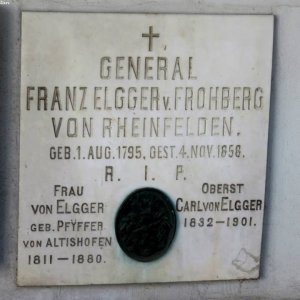 GENERAL
FRANZ ELGGER v. FROHBERG
VON RHEINFELDEN.
GEB. 1. AUG. 1795, GEST. 4. NOV. 1858.
R. I. P.
FRAU
VON ELGGER
GEB. PFŸFFER
VON ALTISHOFEN
1811–1880.
OBERST
CARL VON ELGGER
1832–1901.